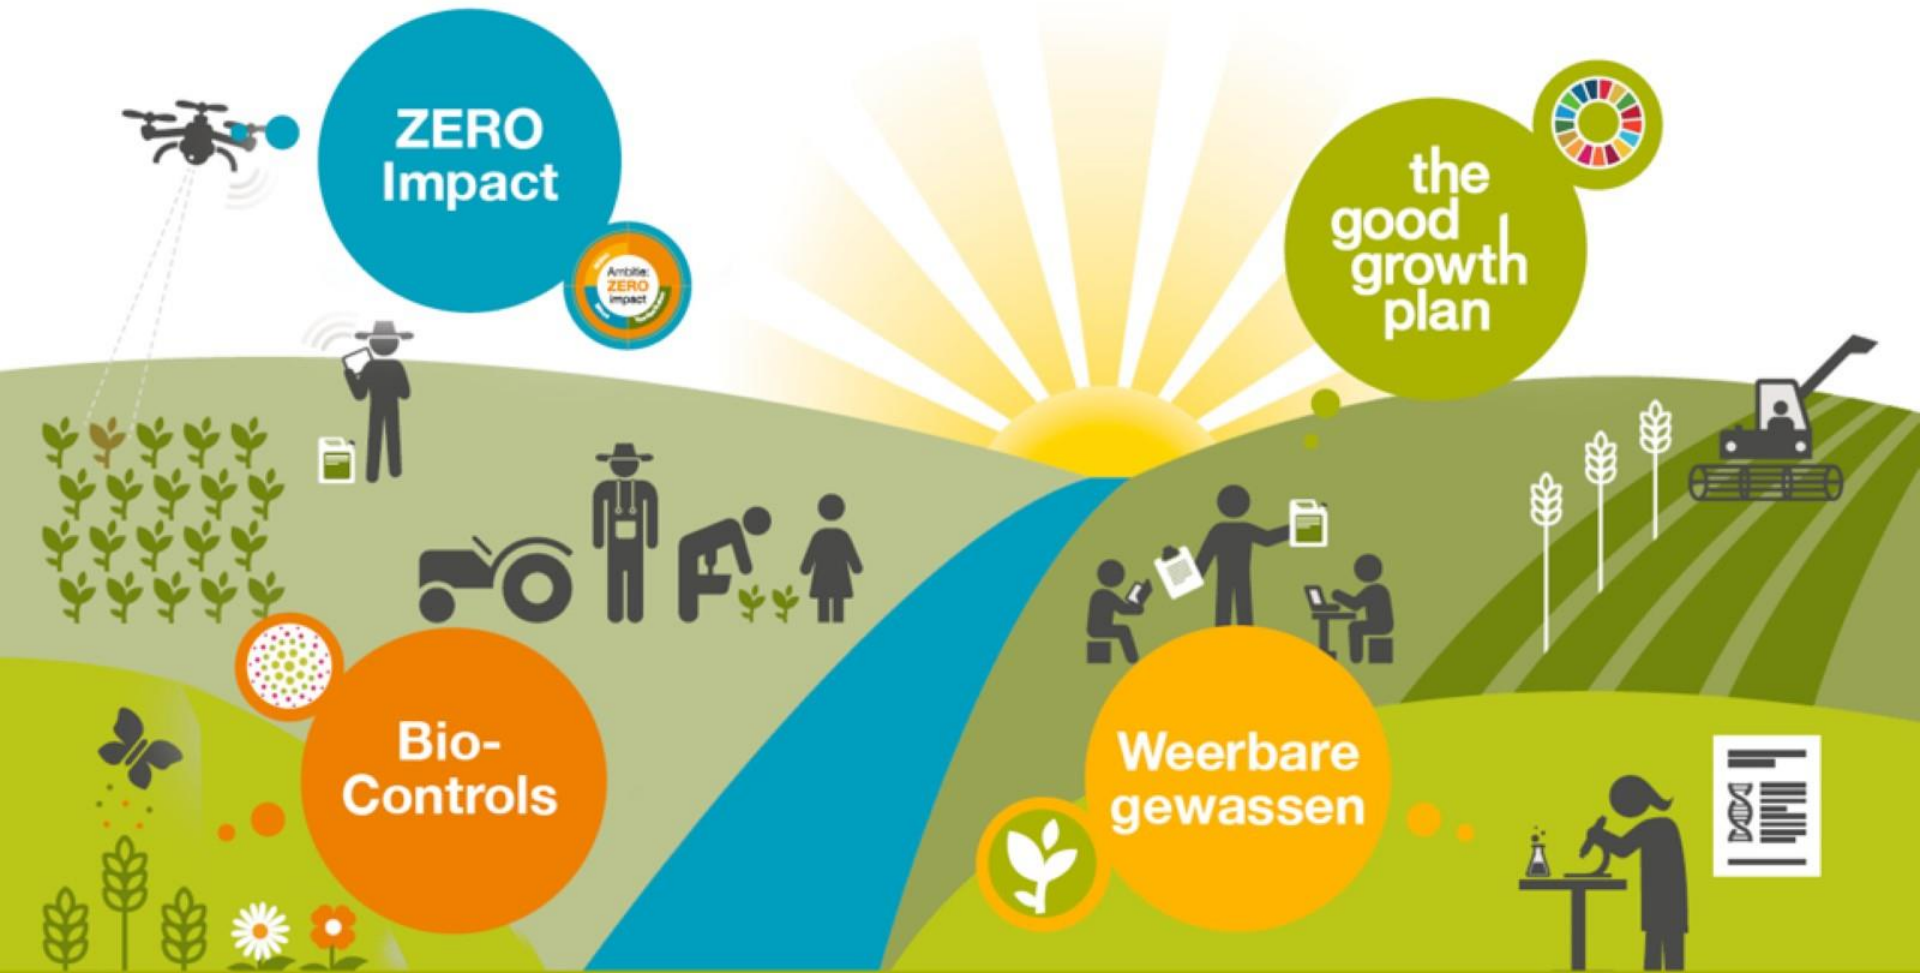 ZERO
Impact
Ambitie:
ZERO
impact
the
good
growth
plan
Bio-
Controls
Weerbare
gewassen